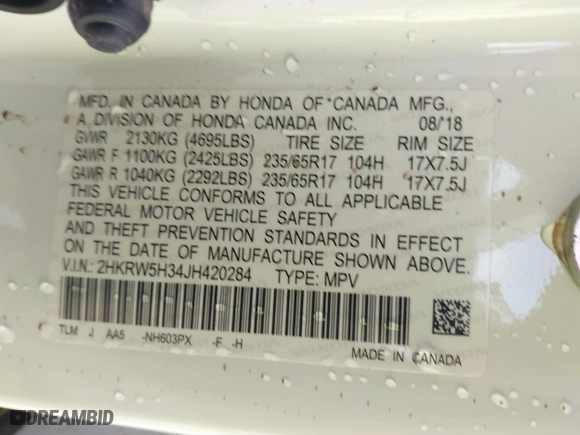 MFD. IN CANADA BY HONDA OF CANADA MFG.,
A DIVISION OF HONDA CANADA INC. 08/18
GVWR 2130KG (4695LBS) TIRE SIZE RIM SIZE
GAWR F 1100KG (2425LBS) 235/65R17 104H 17X7.5J
GAWR R 1040KG (2292LBS) 235/65R17 104H 17X7.5J
THIS VEHICLE CONFORMS TO ALL APPLICABLE
FEDERAL MOTOR VEHICLE SAFETY
AND THEFT PREVENTION STANDARDS IN EFFECT
ON THE DATE OF MANUFACTURE SHOWN ABOVE.
V.I.N.: 2HKRW5H34JH420284 TYPE: MPV
TLM J AA5 -NH603PX -F -H
MADE IN CANADA
DREAMBID